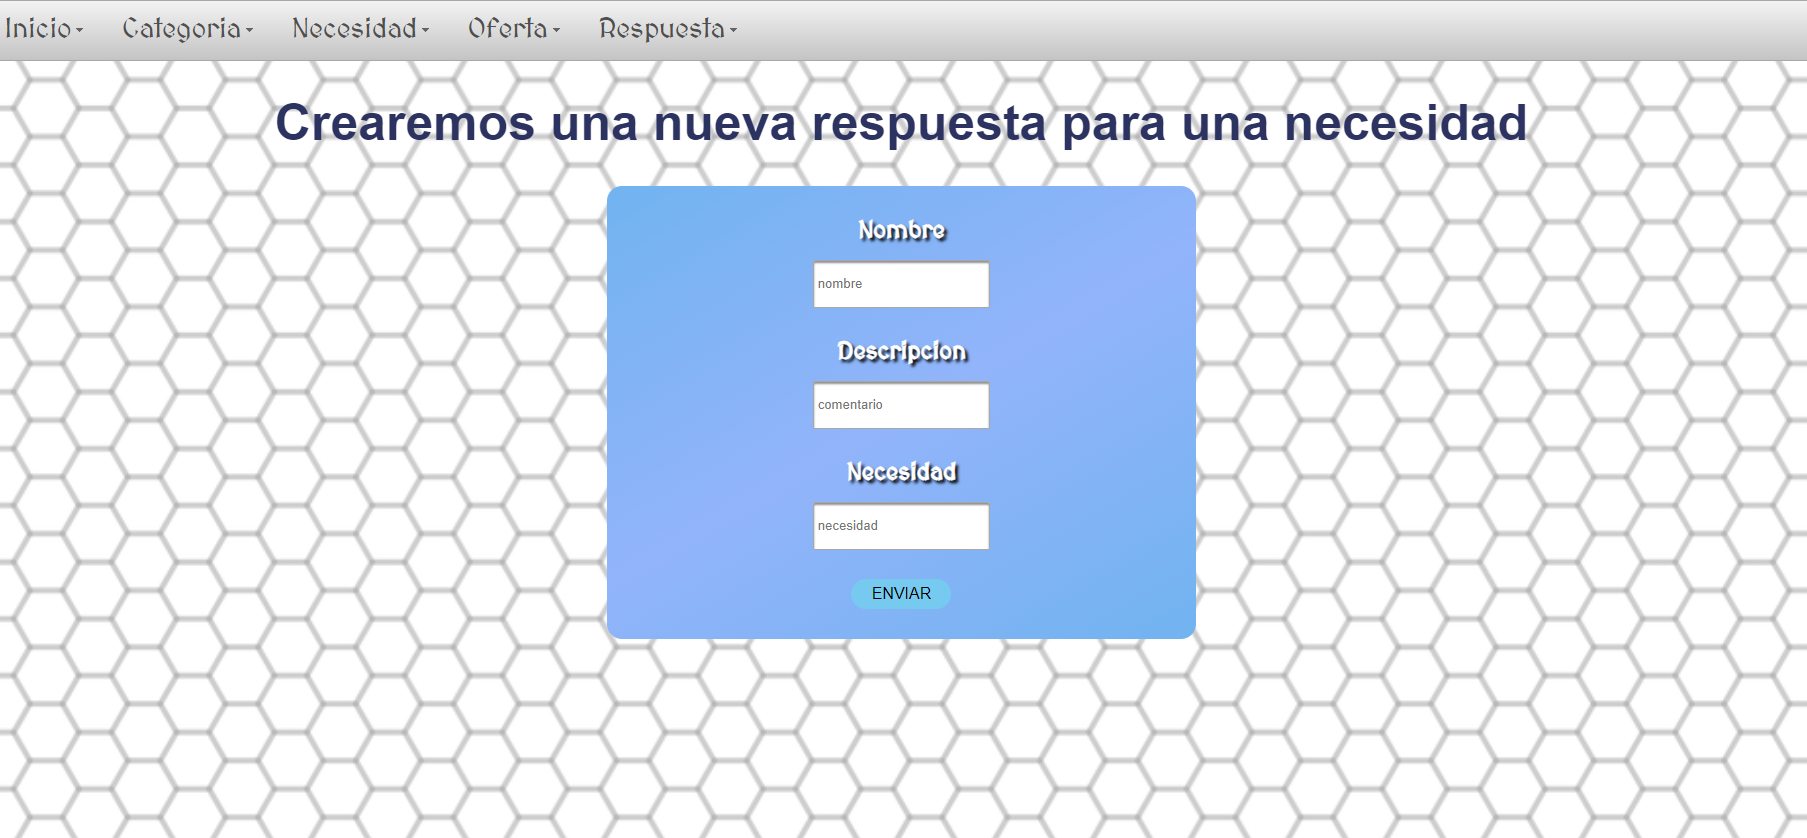 Inicio Categoria Necesidad Oferta Respuesta
Crearemos una nueva respuesta para una necesidad
Nombre
nombre
Descripcion
comentario
Necesidad
necesidad
ENVIAR